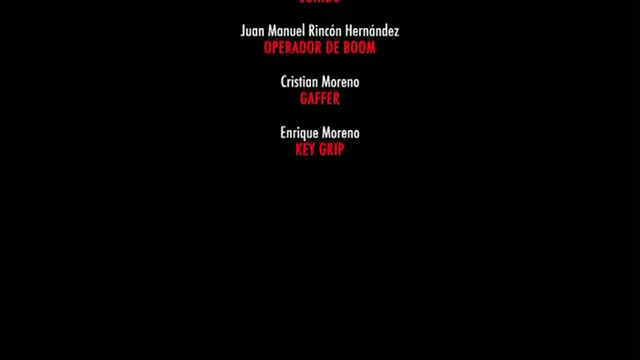 Juan Manuel Rincón Hernández
OPERADOR DE BOOM
Cristian Moreno
GAFFER
Enrique Moreno
KEY GRIP